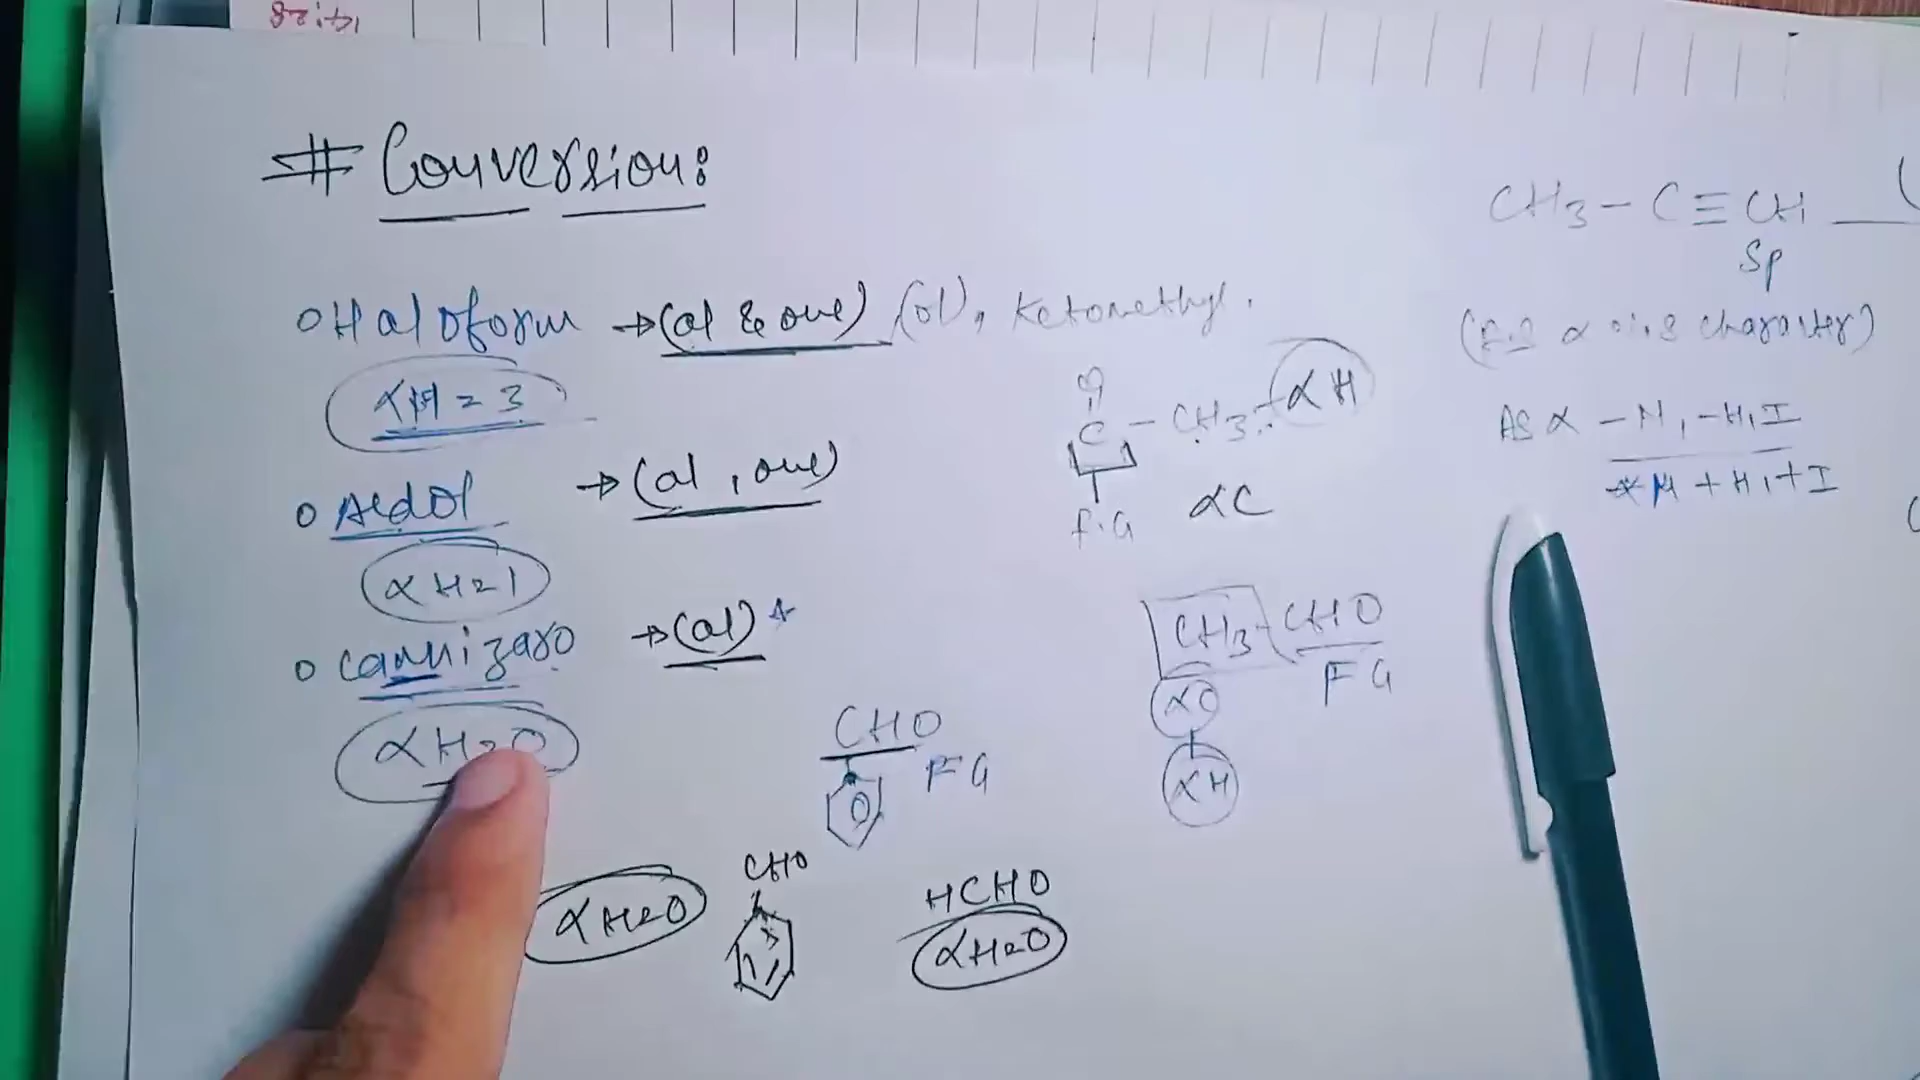 # Conversion:
o Haloform → (al & one) (ol), Ketomethyl.
αH = 3
o Aldol → (al, one)
αH=1
o Cannizaro → (al) *
αH=0
CHO
FG
αH=0
CHO
HCHO
αH=0
O
C - CH3 - αH
f.G
αC
CH3 - CHO
FG
αC
αH
CH3 - C ≡ CH
Sp
character)
As α - M, -H, I
+ H, + I